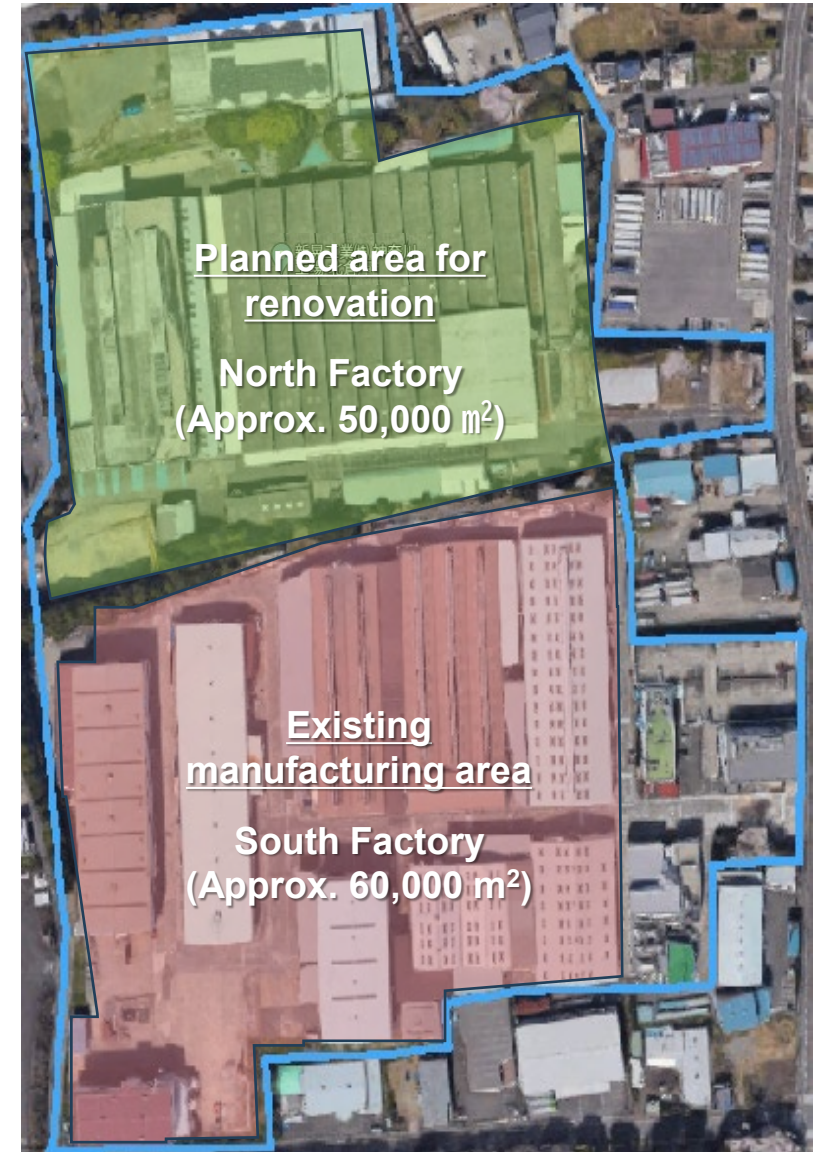 Planned area for
renovation
North Factory
(Approx. 50,000 ㎡)
Existing
manufacturing area
South Factory
(Approx. 60,000 m²)